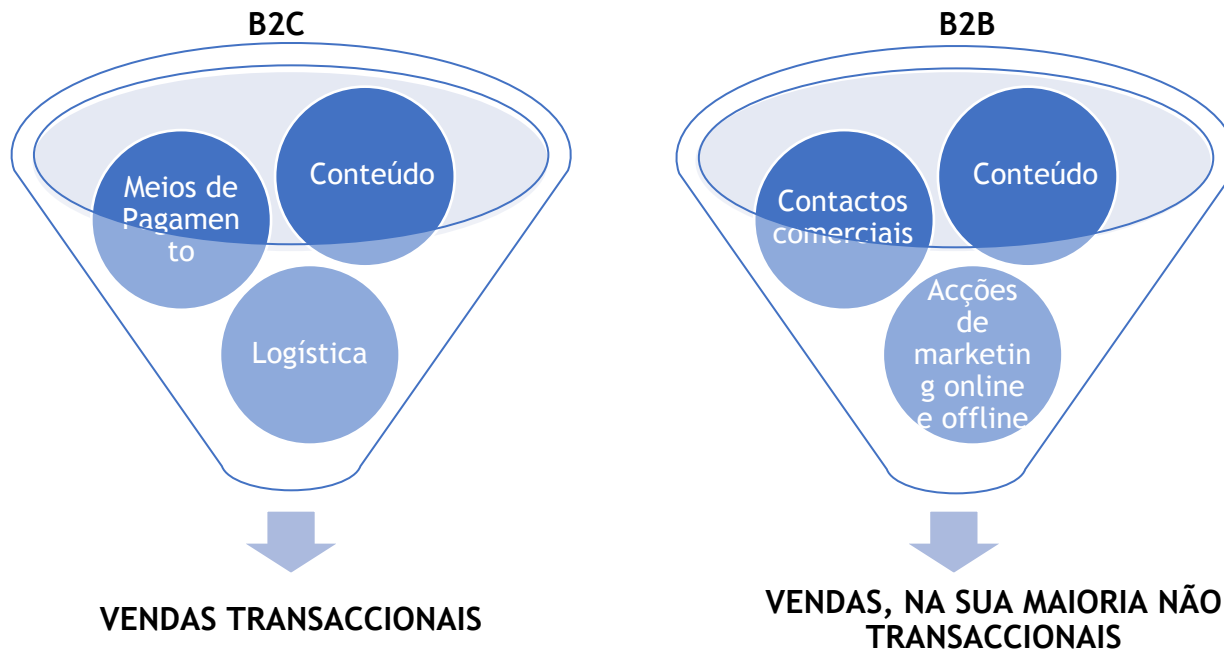 B2C
Meios de
Pagamen
to
Conteúdo
Logística
VENDAS TRANSACCIONAIS
B2B
Contactos
comerciais
Conteúdo
Acções
de
marketin
g online
e offline
VENDAS, NA SUA MAIORIA NÃO
TRANSACCIONAIS